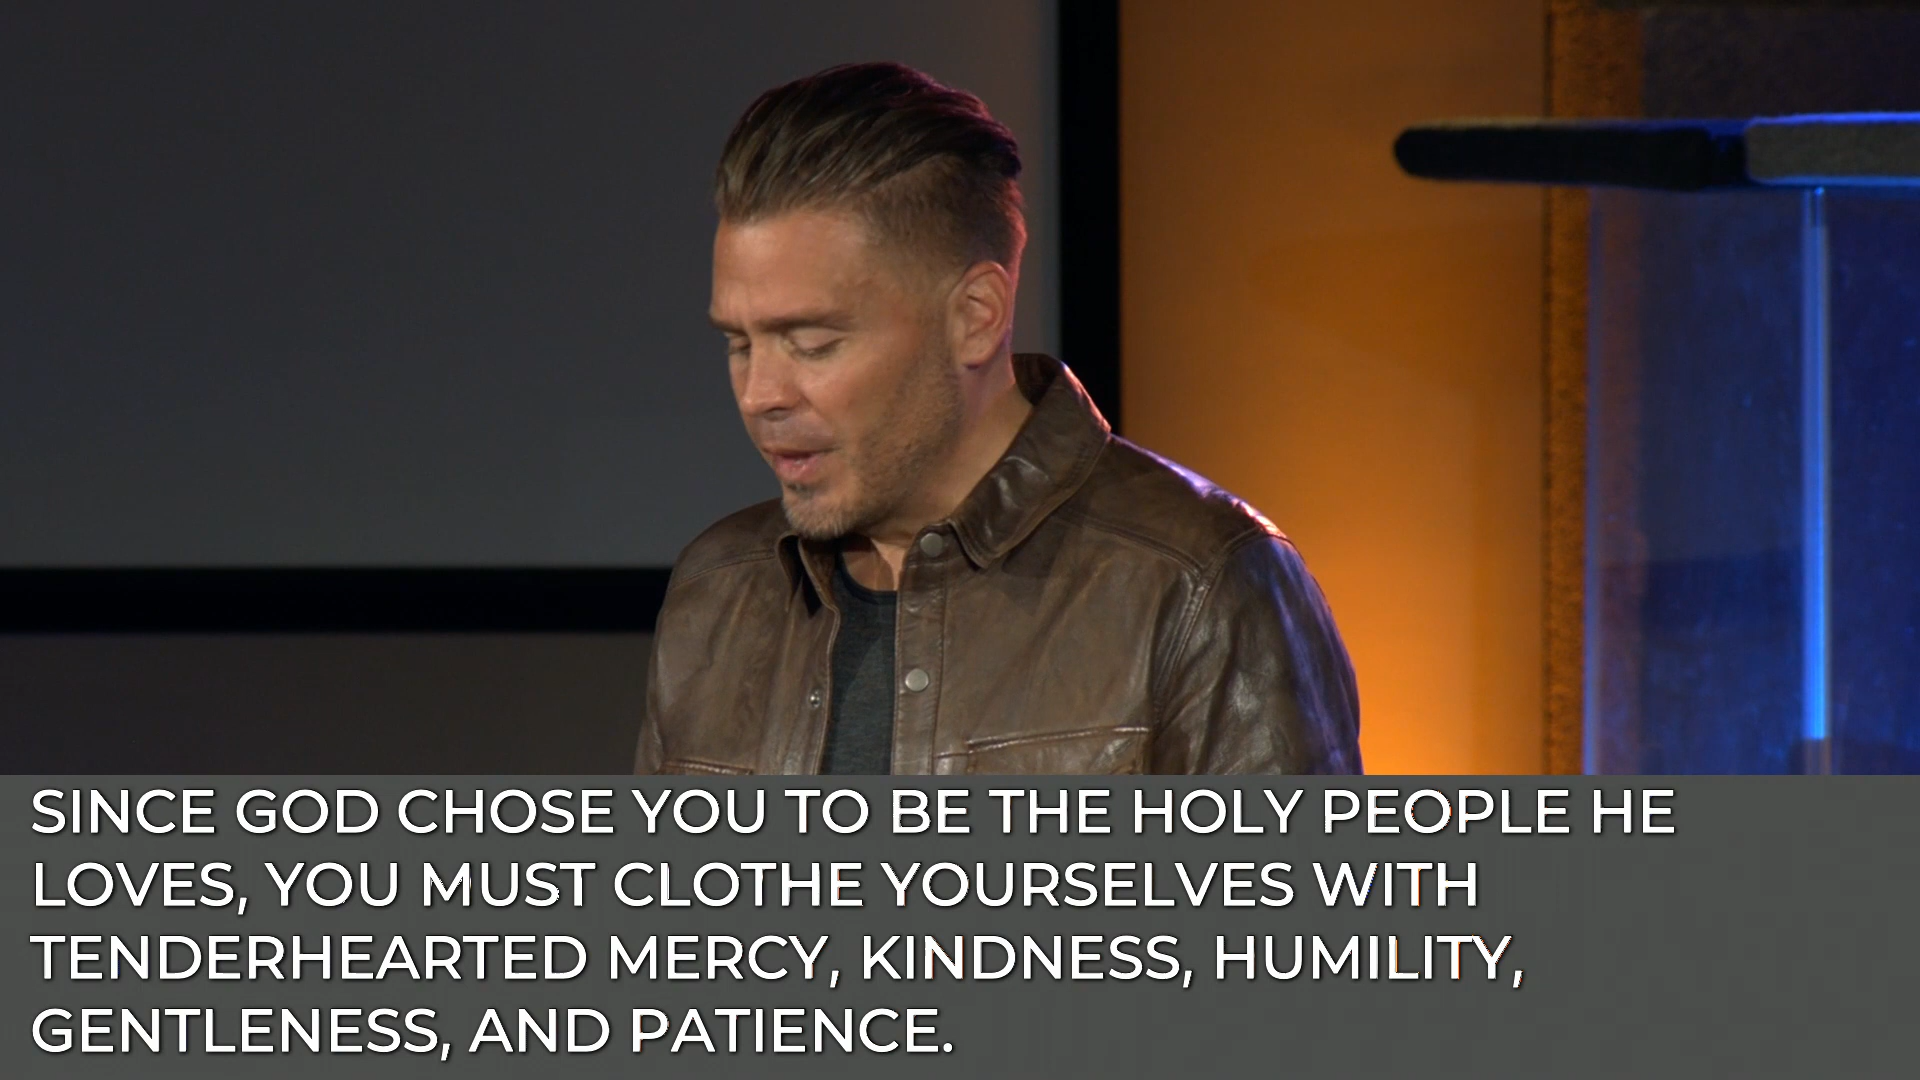 SINCE GOD CHOSE YOU TO BE THE HOLY PEOPLE HE
LOVES, YOU MUST CLOTHE YOURSELVES WITH
TENDERHEARTED MERCY, KINDNESS, HUMILITY,
GENTLENESS, AND PATIENCE.